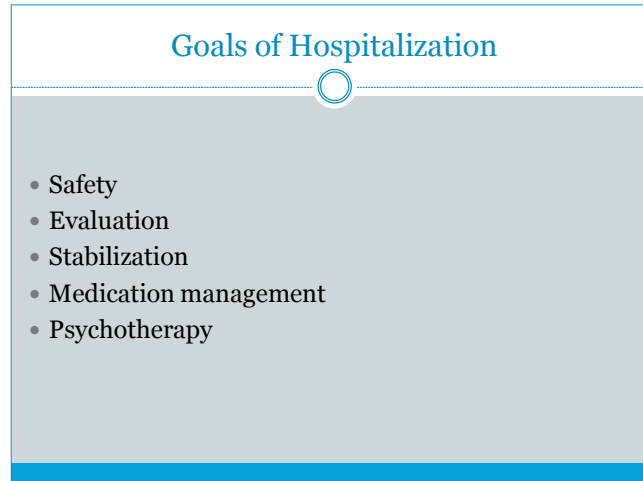 Goals of Hospitalization
• Safety
• Evaluation
• Stabilization
• Medication management
• Psychotherapy